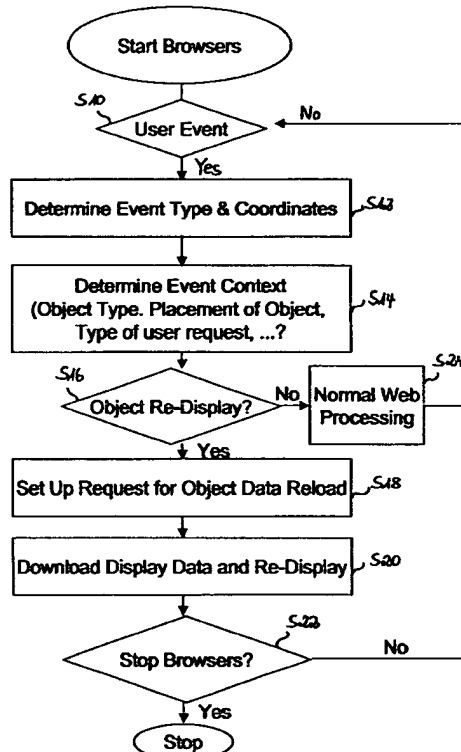 Start Browsers
S10
No
User Event
Yes
Determine Event Type & Coordinates
S12
Determine Event Context
(Object Type. Placement of Object,
Type of user request, ...?
S14
S16
Object Re-Display?
No
Normal Web
Processing
S24
Yes
Set Up Request for Object Data Reload
S18
Download Display Data and Re-Display
S20
S22
Stop Browsers?
No
Yes
Stop